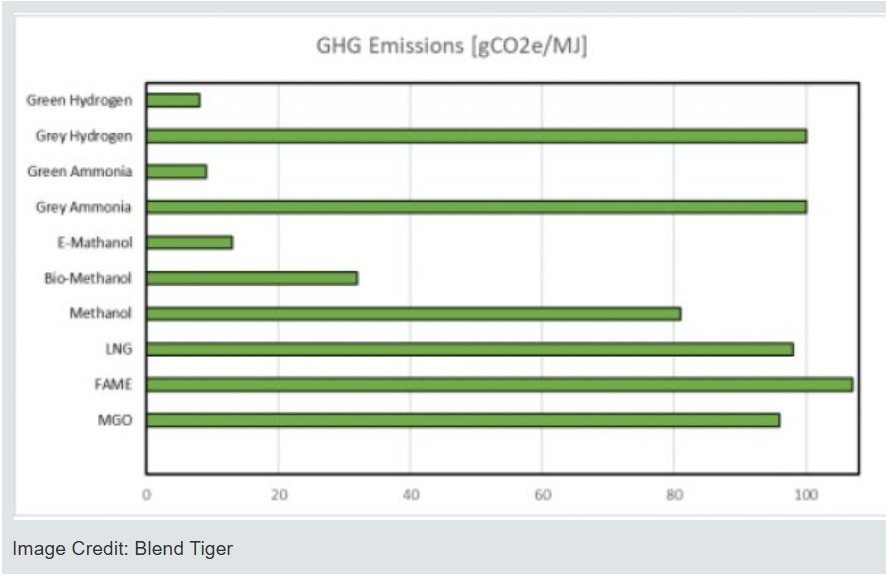 GHG Emissions [gCO2e/MJ]
Green Hydrogen
Grey Hydrogen
Green Ammonia
Grey Ammonia
E-Mathanol
Bio-Methanol
Methanol
LNG
FAME
MGO
0 20 40 60 80 100
Image Credit: Blend Tiger